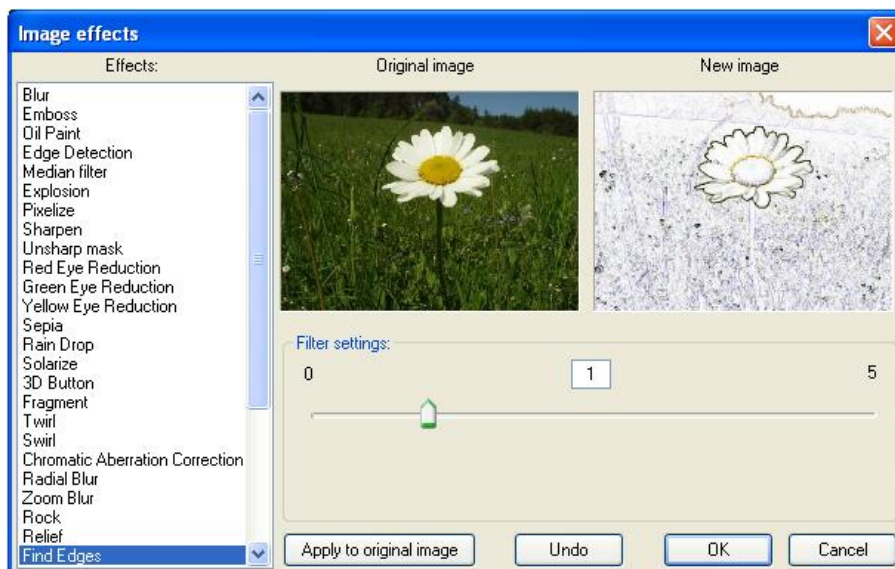 Image effects
Effects:
Original image
New image
Blur
Emboss
Oil Paint
Edge Detection
Median filter
Explosion
Pixelize
Sharpen
Unsharp mask
Red Eye Reduction
Green Eye Reduction
Yellow Eye Reduction
Sepia
Rain Drop
Solarize
3D Button
Fragment
Twirl
Swirl
Chromatic Aberration Correction
Radial Blur
Zoom Blur
Rock
Relief
Find Edges
Filter settings:
0 1 5
Apply to original image
Undo
OK
Cancel